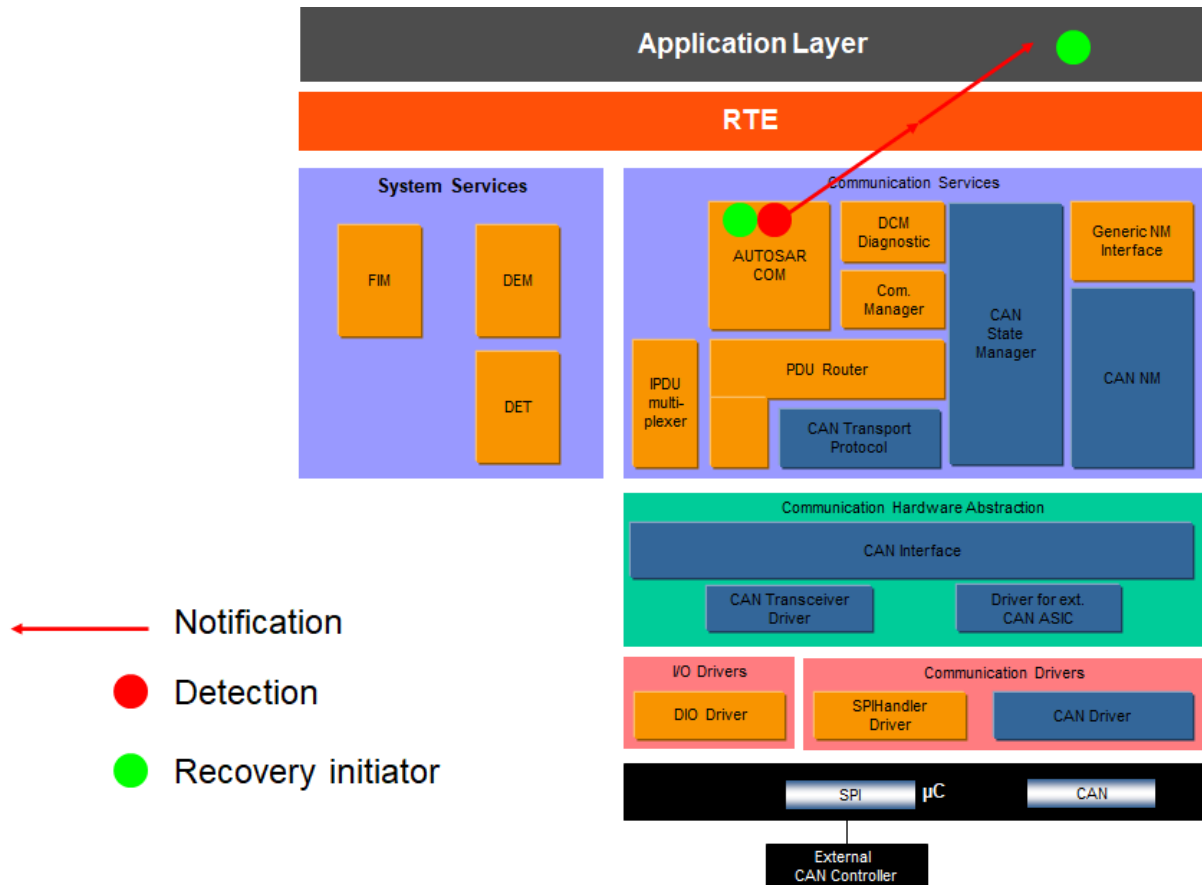 Application Layer
RTE
System Services
FIM
DEM
DET
Communication Services
AUTOSAR
COM
DCM
Diagnostic
Com.
Manager
CAN
State
Manager
Generic NM
Interface
CAN NM
IPDU
multi-
plexer
PDU Router
CAN Transport
Protocol
Communication Hardware Abstraction
CAN Interface
CAN Transceiver
Driver
Driver for ext.
CAN ASIC
I/O Drivers
DIO Driver
Communication Drivers
SPIHandler
Driver
CAN Driver
SPI
µC
CAN
External
CAN Controller
Notification
Detection
Recovery initiator